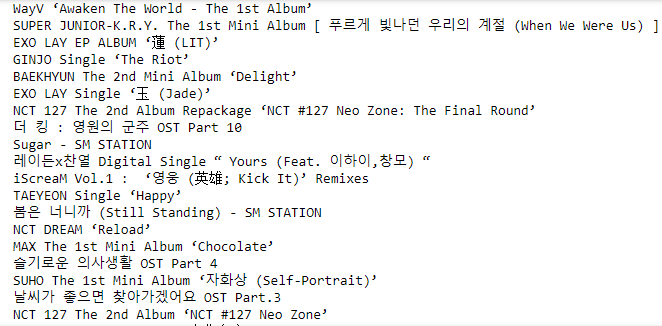 WayV ‘Awaken The World - The 1st Album’
SUPER JUNIOR-K.R.Y. The 1st Mini Album [ 푸르게 빛나던 우리의 계절 (When We Were Us) ]
EXO LAY EP ALBUM ‘蓮 (LIT)’
GINJO Single ‘The Riot’
BAEKHYUN The 2nd Mini Album ‘Delight’
EXO LAY Single ‘玉 (Jade)’
NCT 127 The 2nd Album Repackage ‘NCT #127 Neo Zone: The Final Round’
더 킹 : 영원의 군주 OST Part 10
Sugar - SM STATION
레이든x찬열 Digital Single “ Yours (Feat. 이하이,창모) “
iScreaM Vol.1 :  ‘영웅 (英雄; Kick It)’ Remixes
TAEYEON Single ‘Happy’
봄은 너니까 (Still Standing) - SM STATION
NCT DREAM ‘Reload’
MAX The 1st Mini Album ‘Chocolate’
슬기로운 의사생활 OST Part 4
SUHO The 1st Mini Album ‘자화상 (Self-Portrait)’
날씨가 좋으면 찾아가겠어요 OST Part.3
NCT 127 The 2nd Album ‘NCT #127 Neo Zone’